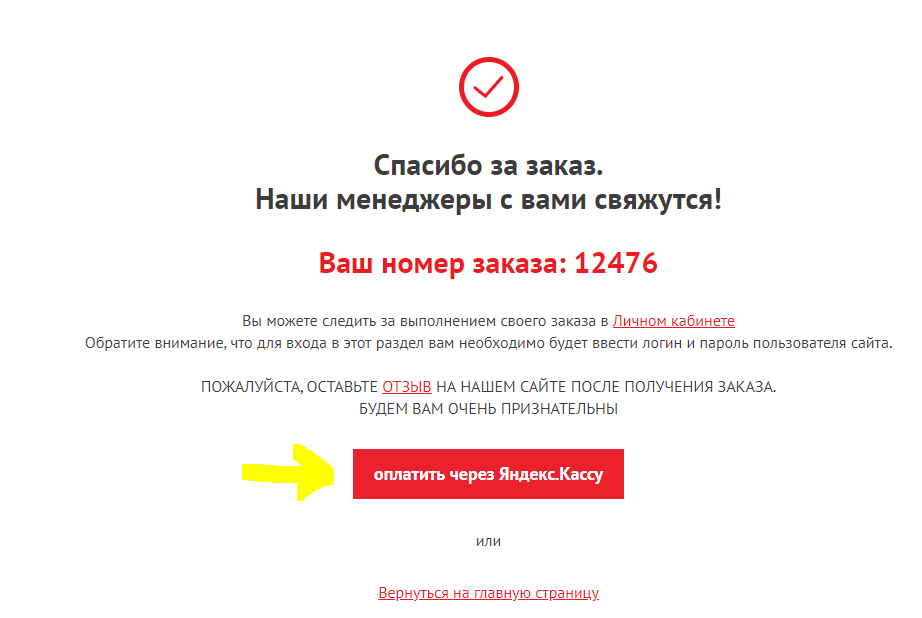 Спасибо за заказ.
Наши менеджеры с вами свяжутся!
Ваш номер заказа: 12476
Вы можете следить за выполнением своего заказа в Личном кабинете
Обратите внимание, что для входа в этот раздел вам необходимо будет ввести логин и пароль пользователя сайта.
ПОЖАЛУЙСТА, ОСТАВЬТЕ ОТЗЫВ НА НАШЕМ САЙТЕ ПОСЛЕ ПОЛУЧЕНИЯ ЗАКАЗА.
БУДЕМ ВАМ ОЧЕНЬ ПРИЗНАТЕЛЬНЫ
оплатить через Яндекс.Кассу
или
Вернуться на главную страницу